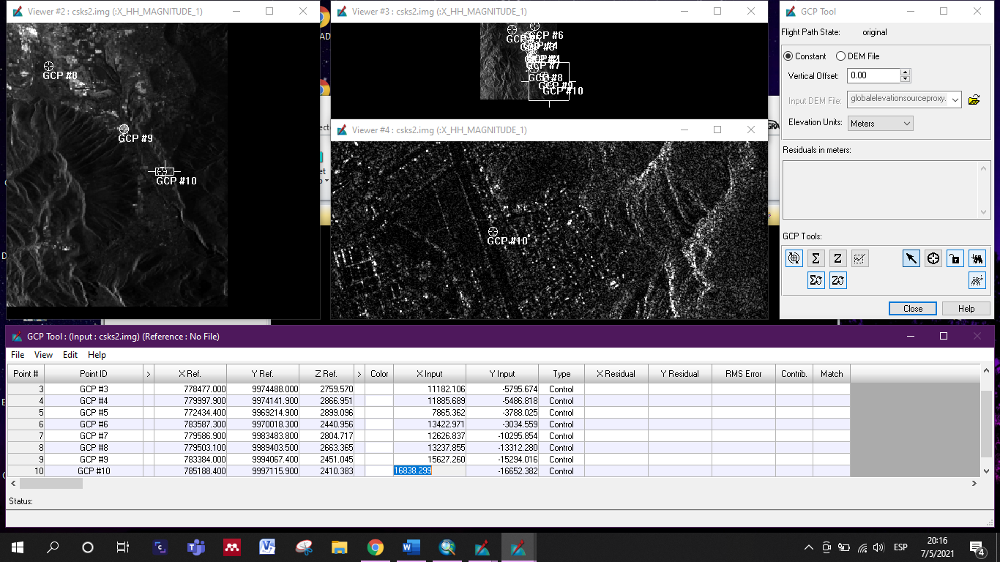 Viewer #2 : csks2.img (:X_HH_MAGNITUDE_1)
GCP #8
GCP #9
GCP #10
Viewer #3 : csks2.img (:X_HH_MAGNITUDE_1)
GCP #6
GCP #7
GCP #8
GCP #9
GCP #10
Viewer #4 : csks2.img (:X_HH_MAGNITUDE_1)
GCP #10
GCP Tool
Flight Path State: original
Constant DEM File
Vertical Offset: 0.00
Input DEM File: globalelevationsourceproxy.
Elevation Units: Meters
Residuals in meters:
GCP Tools:
Σ Z
Σ Z
Close Help
GCP Tool : (Input : csks2.img) (Reference : No File)
File View Edit Help
Point # Point ID > X Ref. Y Ref. Z Ref. > Color X Input Y Input Type X Residual Y Residual RMS Error Contrib. Match
3 GCP #3 778477.000 9974488.000 2759.570 11182.106 -5795.674 Control
4 GCP #4 779997.900 9974141.900 2866.951 11885.689 -5486.818 Control
5 GCP #5 772434.400 9969214.900 2899.096 7865.362 -3788.025 Control
6 GCP #6 783587.300 9970018.300 2440.956 13422.971 -3034.559 Control
7 GCP #7 779586.900 9983483.800 2804.717 12626.837 -10295.854 Control
8 GCP #8 779503.100 9989403.500 2663.365 13237.855 -13312.280 Control
9 GCP #9 783384.000 9994067.400 2451.045 15627.260 -15294.016 Control
10 GCP #10 785188.400 9997115.900 2410.383 16838.299 -16652.382 Control
Status:
ESP
20:16
7/5/2021
4